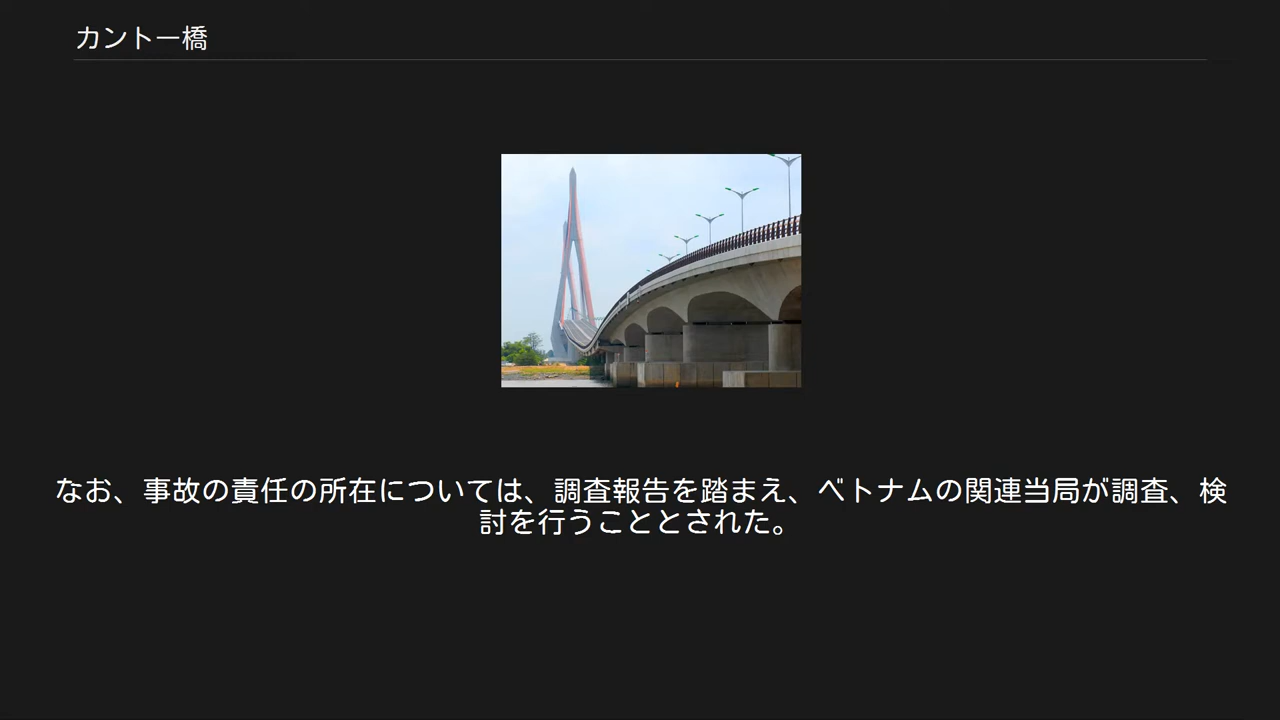 カントー橋
なお、事故の責任の所在については、調査報告を踏まえ、ベトナムの関連当局が調査、検
討を行うこととされた。